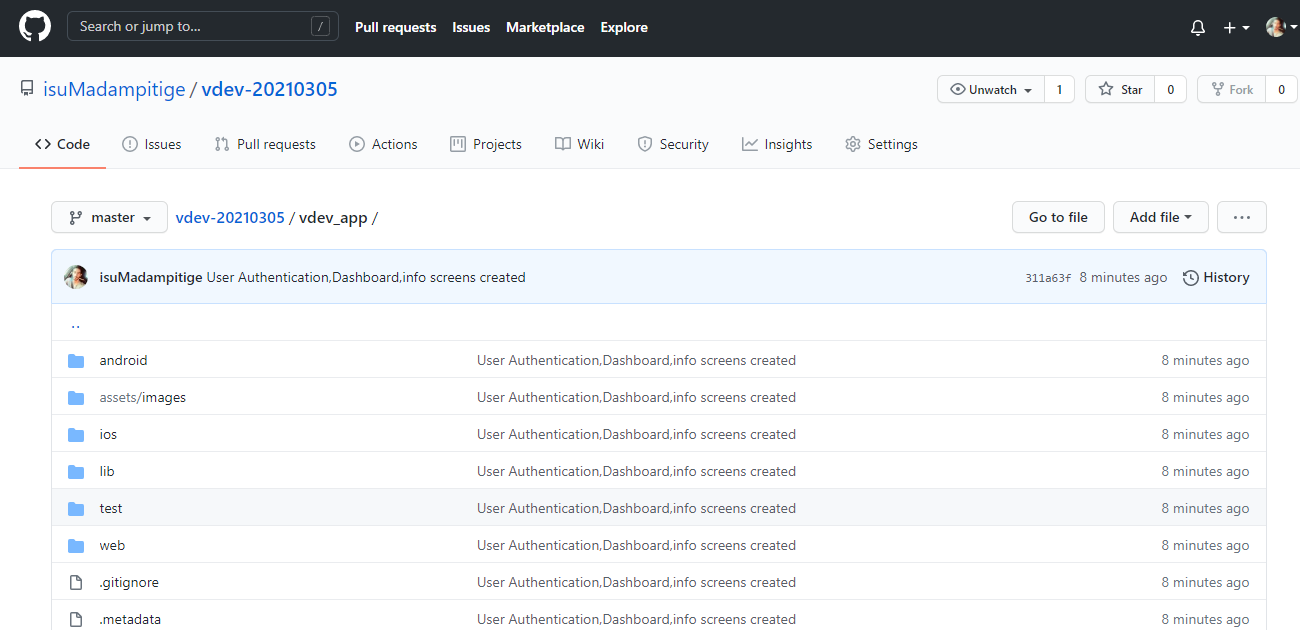 Search or jump to... / Pull requests Issues Marketplace Explore
isuMadampitige / vdev-20210305 Unwatch 1 Star 0 Fork 0
Code Issues Pull requests Actions Projects Wiki Security Insights Settings
master vdev-20210305 / vdev_app / Go to file Add file ...
isuMadampitige User Authentication,Dashboard,info screens created 311a63f 8 minutes ago History
..
android User Authentication,Dashboard,info screens created 8 minutes ago
assets/images User Authentication,Dashboard,info screens created 8 minutes ago
ios User Authentication,Dashboard,info screens created 8 minutes ago
lib User Authentication,Dashboard,info screens created 8 minutes ago
test User Authentication,Dashboard,info screens created 8 minutes ago
web User Authentication,Dashboard,info screens created 8 minutes ago
.gitignore User Authentication,Dashboard,info screens created 8 minutes ago
.metadata User Authentication,Dashboard,info screens created 8 minutes ago